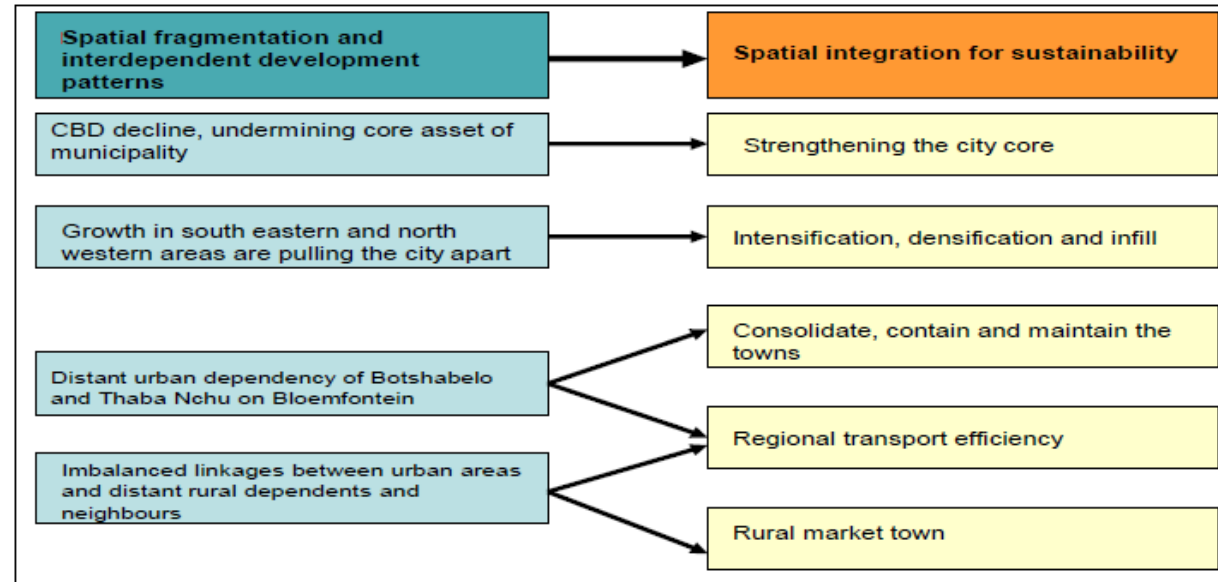 Spatial fragmentation and
interdependent development
patterns
Spatial integration for sustainability
CBD decline, undermining core asset of
municipality
Strengthening the city core
Growth in south eastern and north
western areas are pulling the city apart
Intensification, densification and infill
Consolidate, contain and maintain the
towns
Distant urban dependency of Botshabelo
and Thaba Nchu on Bloemfontein
Regional transport efficiency
Imbalanced linkages between urban areas
and distant rural dependents and
neighbours
Rural market town